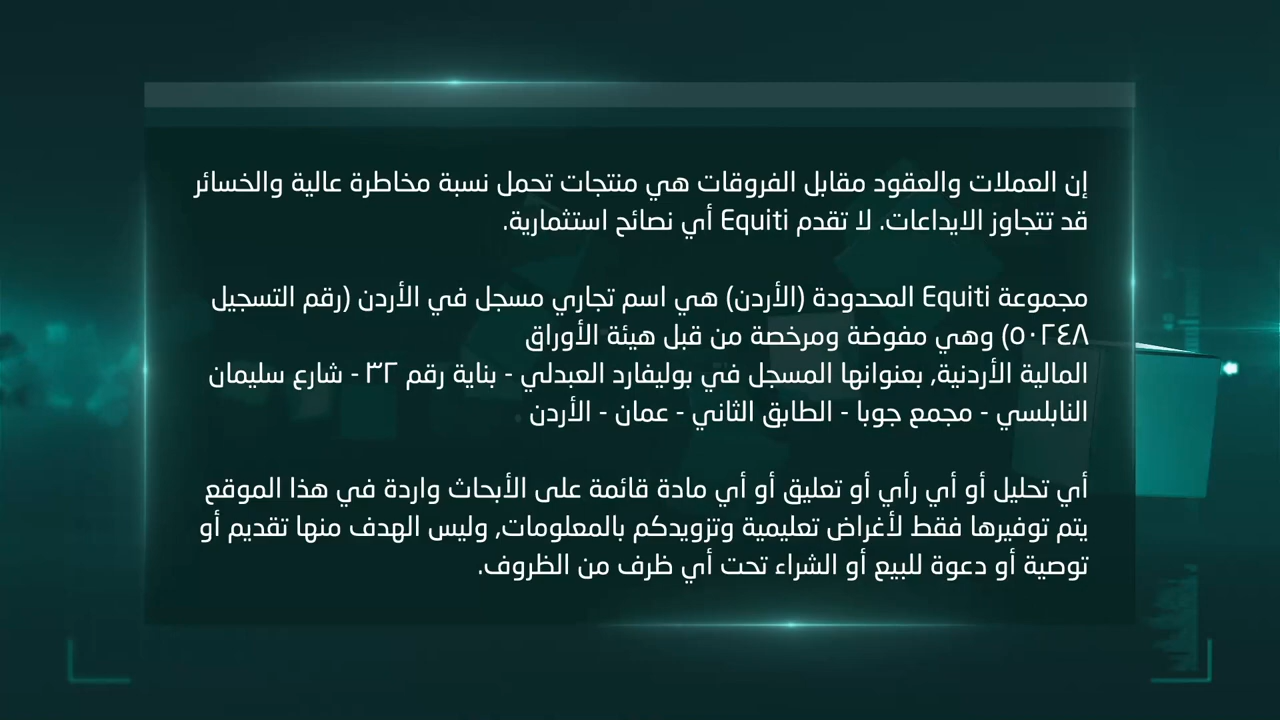 إن العملات والعقود مقابل الفروقات هي منتجات تحمل نسبة مخاطرة عالية والخسائر
قد تتجاوز الايداعات. لا تقدم Equiti أي نصائح استثمارية.
مجموعة Equiti المحدودة (الأردن) هي اسم تجاري مسجل في الأردن (رقم التسجيل
٥٠٢٤٨) وهي مفوضة ومرخصة من قبل هيئة الأوراق
المالية الأردنية, بعنوانها المسجل في بوليفارد العبدلي - بناية رقم ٣٢ - شارع سليمان
النابلسي - مجمع جوبا - الطابق الثاني - عمان - الأردن
أي تحليل أو أي رأي أو تعليق أو أي مادة قائمة على الأبحاث واردة في هذا الموقع
يتم توفيرها فقط لأغراض تعليمية وتزويدكم بالمعلومات, وليس الهدف منها تقديم أو
توصية أو دعوة للبيع أو الشراء تحت أي ظرف من الظروف.